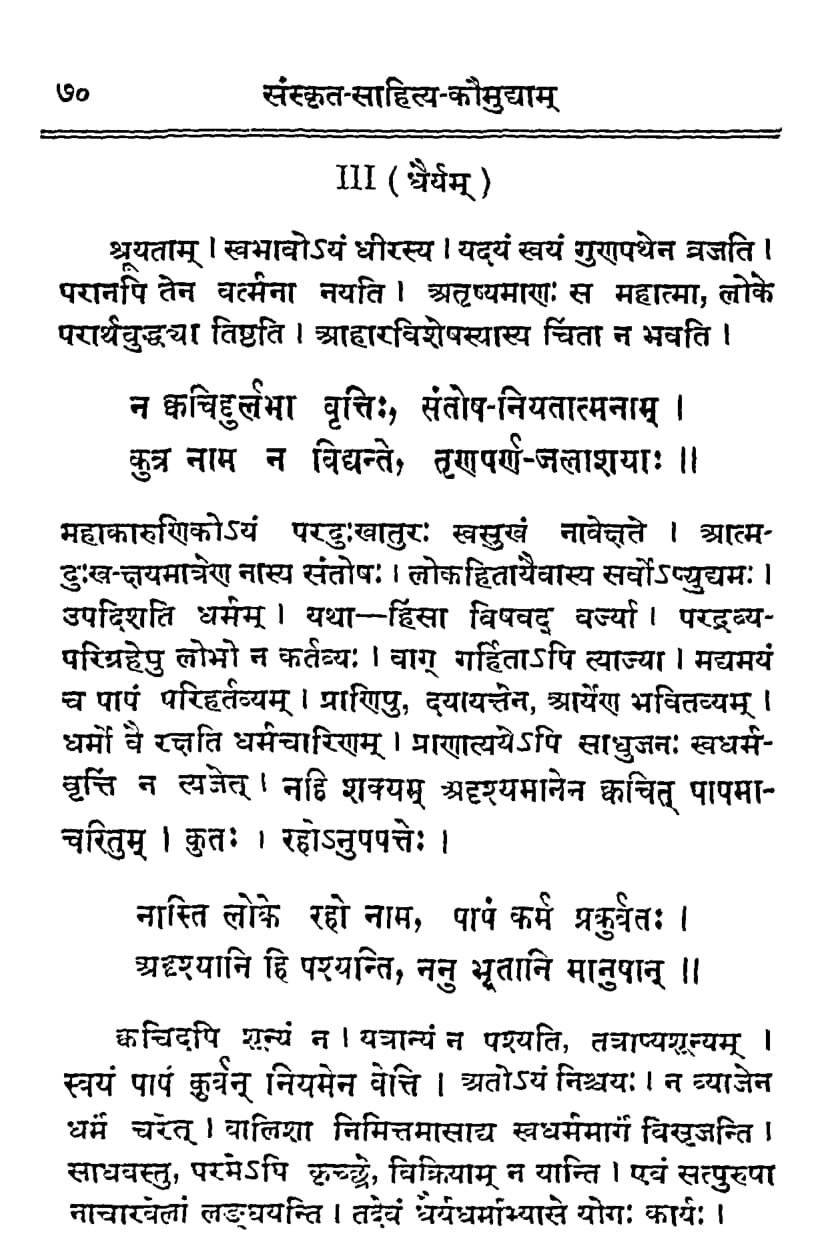 ७०
संस्कृत-साहित्य-कौमुद्याम्
III ( धैर्यम् )
श्रूयताम् । स्वभावोऽयं धीरस्य । यदयं स्वयं गुणपथेन व्रजति ।
परानपि तेन वर्त्मना नयति । अतृष्यमाणः स महात्मा, लोके
परार्थबुद्धया तिष्ठति । आहारविशेषस्यास्य चिंता न भवति ।
न क्वचिद्दुर्लभा वृत्तिः, संतोष-नियतात्मनाम् ।
कुत्र नाम न विद्यन्ते, तृणपर्ण-जलाशयाः ॥
महाकारुणिकोऽयं परदुःखातुरः स्वसुखं नावेक्षते । आत्म-
दुःख-क्षयमात्रेण नास्य संतोषः । लोकहितायैवास्य सर्वोऽप्युद्यमः ।
उपदिशति धर्मम् । यथा—हिंसा विषवद् वर्ज्या । परद्रव्य-
परिग्रहेषु लोभो न कर्तव्यः । वाग् गर्हिताऽपि त्याज्या । मद्यमयं
च पापं परिहर्तव्यम् । प्राणिषु, दयायत्तेन, आर्येण भवितव्यम् ।
धर्मो वै रक्षति धर्मचारिणम् । प्राणात्ययेऽपि साधुजनः स्वधर्म-
वृत्तिं न त्यजेत् । नहि शक्यम् अदृश्यमानेन क्वचित् पापमा-
चरितुम् । कुतः । रहोऽनुपपत्तेः ।
नास्ति लोके रहो नाम, पापं कर्म प्रकुर्वतः ।
अदृश्यानि हि पश्यन्ति, ननु भूतानि मानुषान् ॥
क्वचिदपि शून्यं न । यत्रान्यं न पश्यति, तत्राप्यशून्यम् ।
स्वयं पापं कुर्वन् नियमेन वेत्ति । अतोऽयं निश्चयः । न व्याजेन
धर्मं चरेत् । बालिशा निमित्तमासाद्य स्वधर्ममार्गं विसृजन्ति ।
साधवस्तु, परमेऽपि कृच्छ्रे, विक्रियाम् न यान्ति । एवं सत्पुरुषा
नाचारवेलां लङ्घयन्ति । तदेवं धैर्यधर्माभ्यासे योगः कार्यः ।